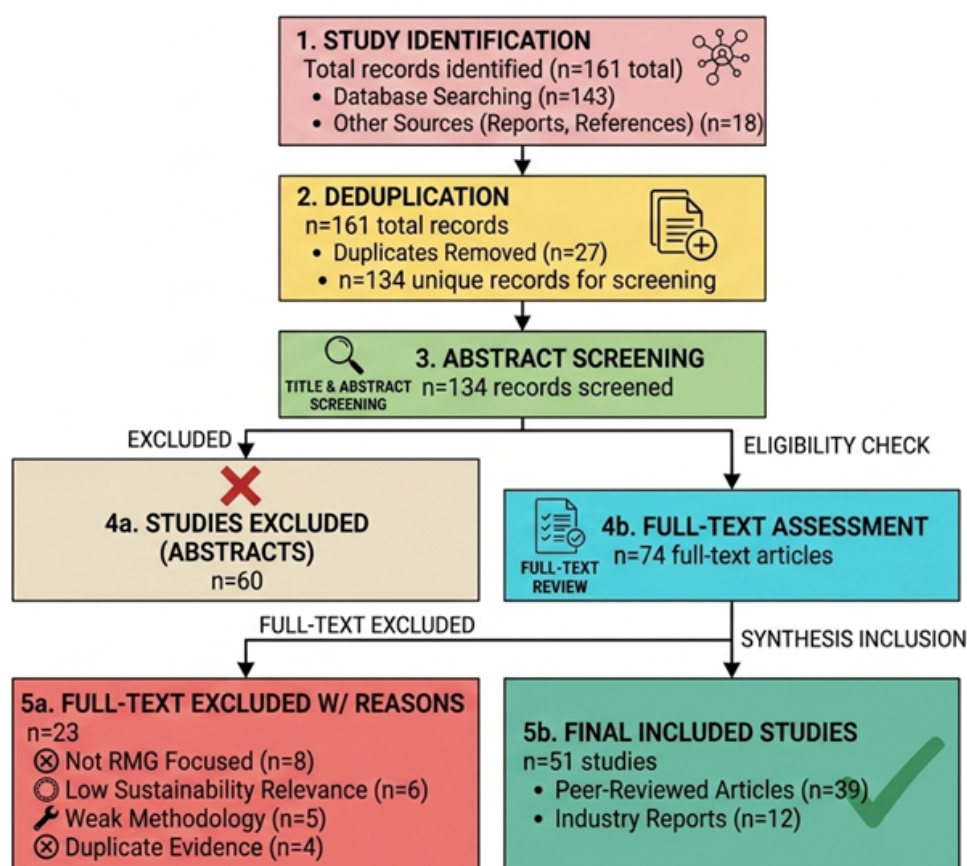 1. STUDY IDENTIFICATION
Total records identified (n=161 total)
• Database Searching (n=143)
• Other Sources (Reports, References) (n=18)
2. DEDUPLICATION
n=161 total records
• Duplicates Removed (n=27)
• n=134 unique records for screening
TITLE & ABSTRACT
SCREENING
3. ABSTRACT SCREENING
n=134 records screened
EXCLUDED
ELIGIBILITY CHECK
4a. STUDIES EXCLUDED
(ABSTRACTS)
n=60
FULL-TEXT
REVIEW
4b. FULL-TEXT ASSESSMENT
n=74 full-text articles
FULL-TEXT EXCLUDED
SYNTHESIS INCLUSION
5a. FULL-TEXT EXCLUDED W/ REASONS
n=23
Not RMG Focused (n=8)
Low Sustainability Relevance (n=6)
Weak Methodology (n=5)
Duplicate Evidence (n=4)
5b. FINAL INCLUDED STUDIES
n=51 studies
• Peer-Reviewed Articles (n=39)
• Industry Reports (n=12)